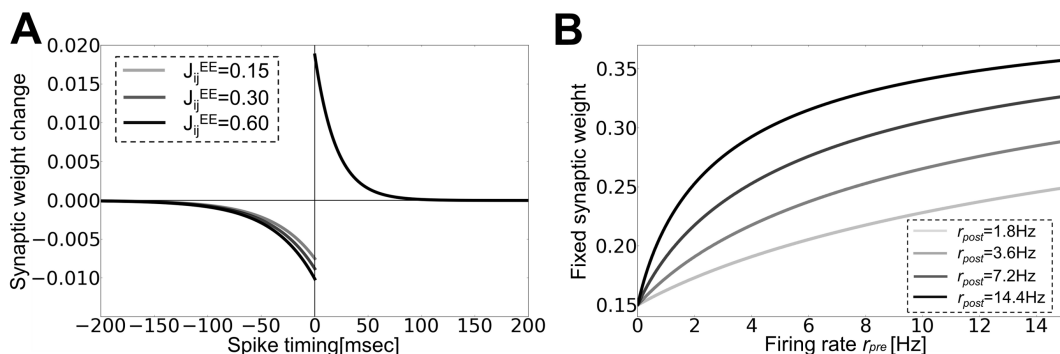 A
Synaptic weight change
0.020
0.015
0.010
0.005
0.000
−0.005
−0.010
J_ij^EE=0.15
J_ij^EE=0.30
J_ij^EE=0.60
−200 −150 −100 −50 0 50 100 150 200
Spike timing[msec]
B
Fixed synaptic weight
0.35
0.30
0.25
0.20
0.15
r_post=1.8Hz
r_post=3.6Hz
r_post=7.2Hz
r_post=14.4Hz
0 2 4 6 8 10 12 14
Firing rate r_pre [Hz]